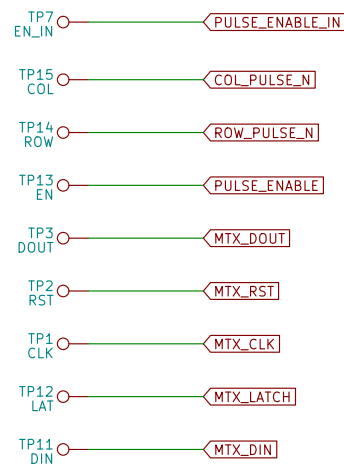 TP7
EN_IN
PULSE_ENABLE_IN
TP15
COL
COL_PULSE_N
TP14
ROW
ROW_PULSE_N
TP13
EN
PULSE_ENABLE
TP3
DOUT
MTX_DOUT
TP2
RST
MTX_RST
TP1
CLK
MTX_CLK
TP12
LAT
MTX_LATCH
TP11
DIN
MTX_DIN